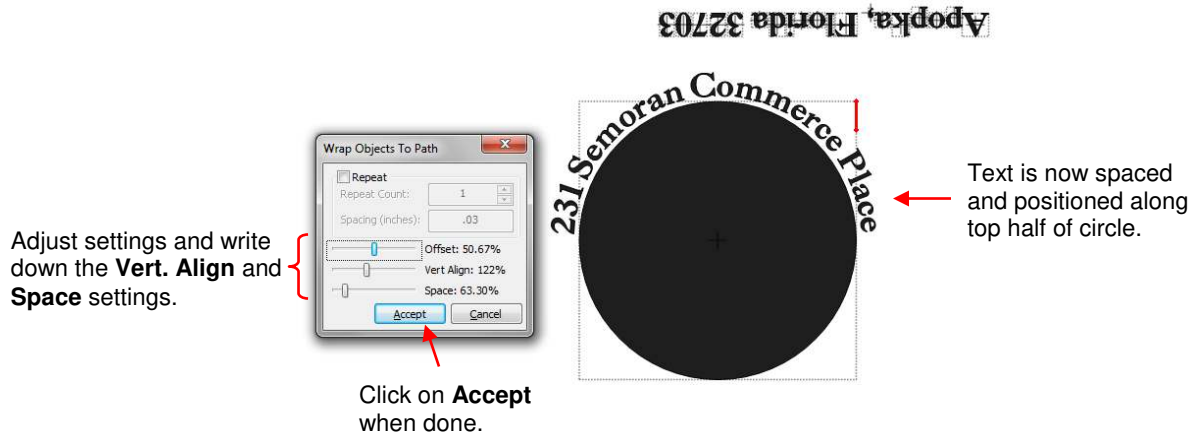 Apopka, Florida 32703
231 Semoran Commerce Place
Wrap Objects To Path
Repeat
Repeat Count: 1
Spacing (inches): .03
Offset: 50.67%
Vert Align: 122%
Space: 63.30%
Accept Cancel
Adjust settings and write
down the Vert. Align and
Space settings.
Click on Accept
when done.
Text is now spaced
and positioned along
top half of circle.